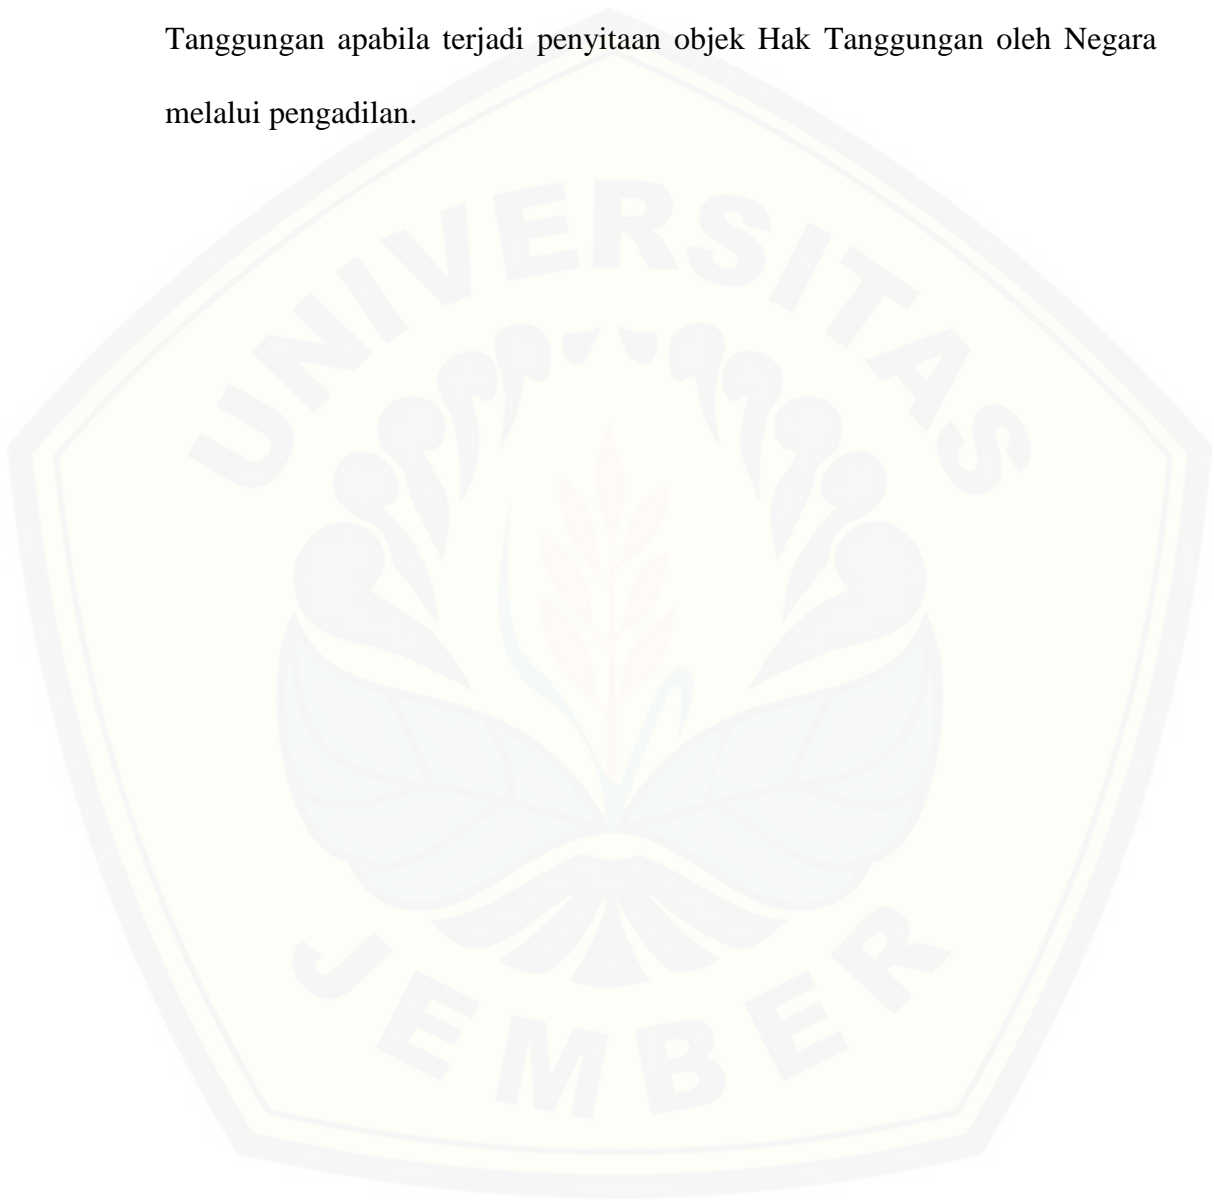 Tanggungan apabila terjadi penyitaan objek Hak Tanggungan oleh Negara
melalui pengadilan.
UNIVERSITAS
JEMBER